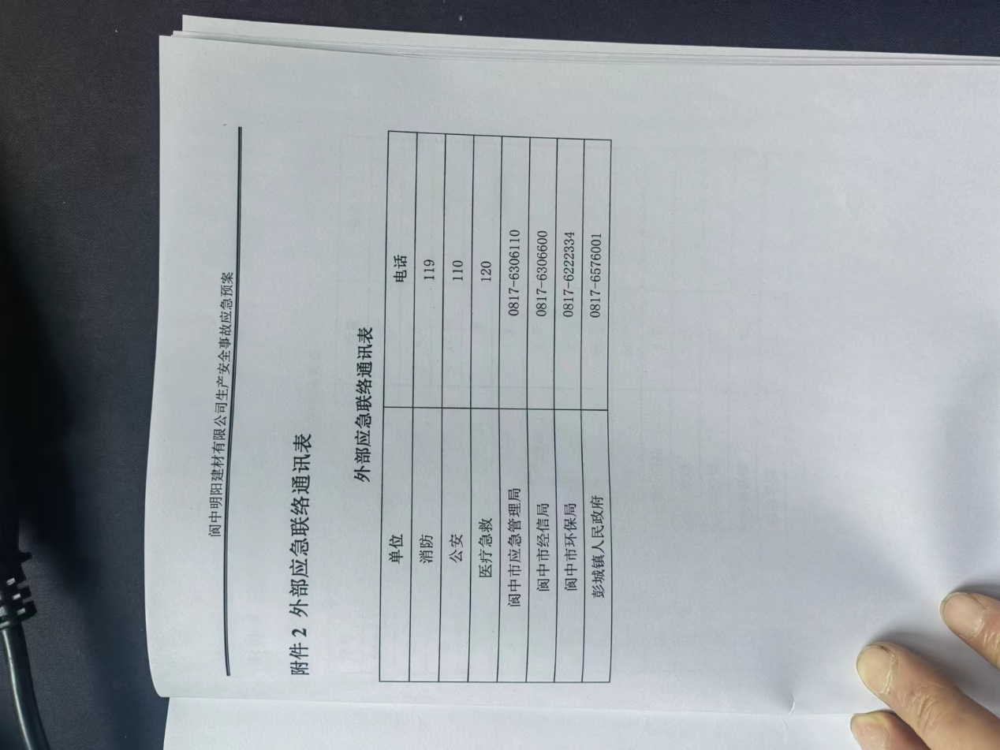 阆中明阳建材有限公司生产安全事故应急预案
附件 2 外部应急联络通讯表
外部应急联络通讯表
单位 电话
消防 119
公安 110
医疗急救 120
阆中市应急管理局 0817-6306110
阆中市经信局 0817-6306600
阆中市环保局 0817-6222334
彭城镇人民政府 0817-6576001